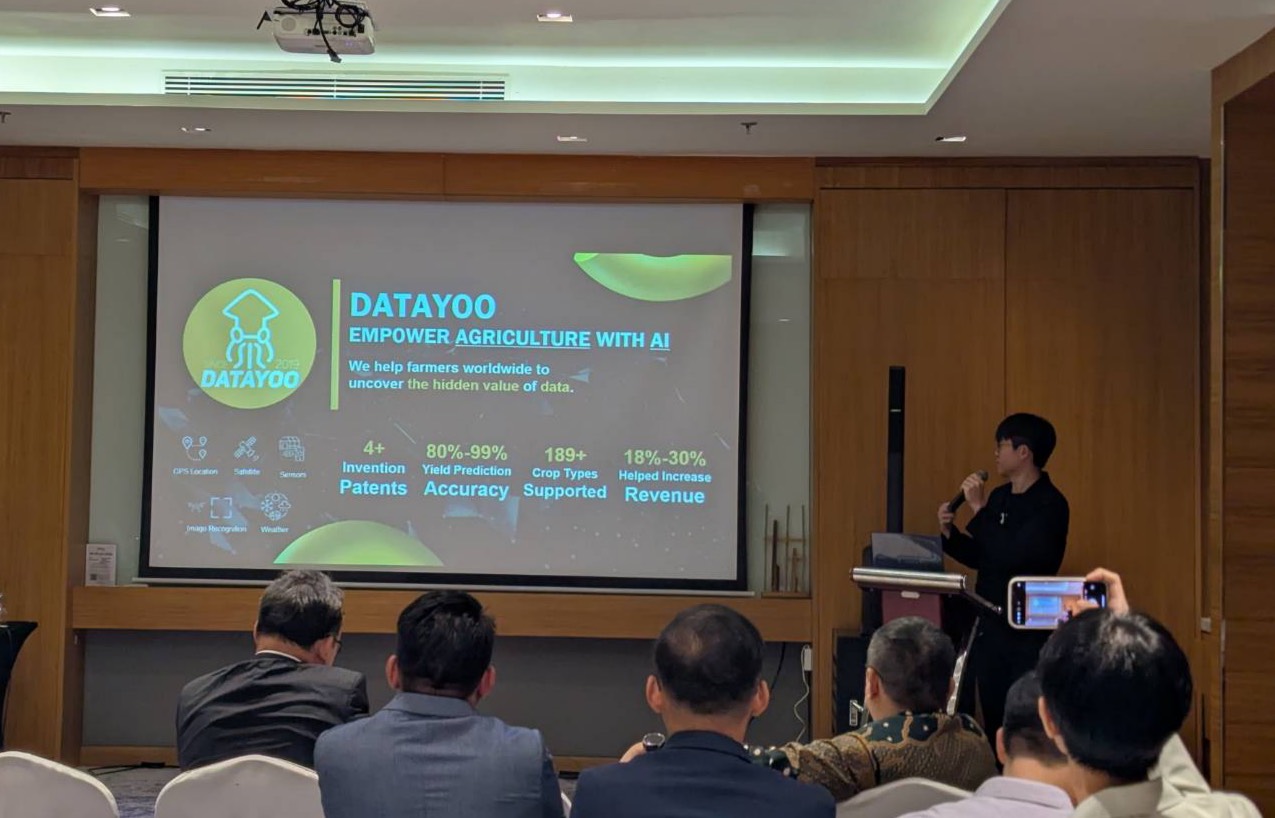 DATAYOO
EMPOWER AGRICULTURE WITH AI
We help farmers worldwide to
uncover the hidden value of data.
SINCE 2019
DATAYOO
GPS Location
Satellite
Sensors
Image Recognition
Weather
4+
Invention
Patents
80%-99%
Yield Prediction
Accuracy
189+
Crop Types
Supported
18%-30%
Helped Increase
Revenue